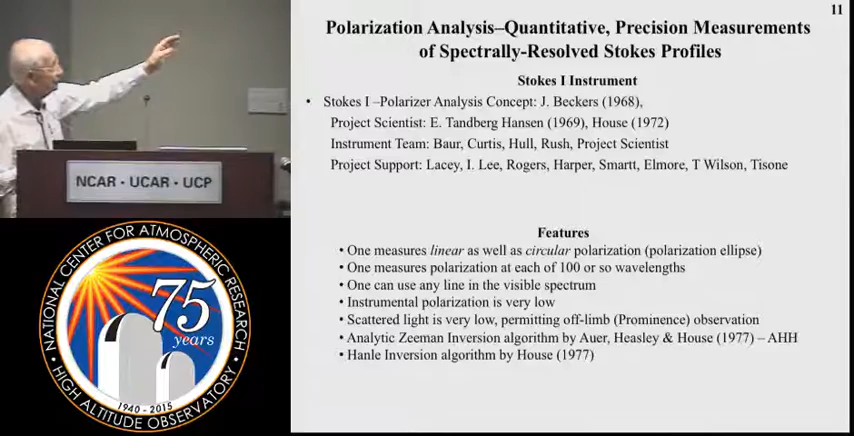 11
Polarization Analysis–Quantitative, Precision Measurements
of Spectrally-Resolved Stokes Profiles
Stokes I Instrument
• Stokes I –Polarizer Analysis Concept: J. Beckers (1968),
Project Scientist: E. Tandberg Hansen (1969), House (1972)
Instrument Team: Baur, Curtis, Hull, Rush, Project Scientist
Project Support: Lacey, I. Lee, Rogers, Harper, Smartt, Elmore, T Wilson, Tisone
Features
• One measures linear as well as circular polarization (polarization ellipse)
• One measures polarization at each of 100 or so wavelengths
• One can use any line in the visible spectrum
• Instrumental polarization is very low
• Scattered light is very low, permitting off-limb (Prominence) observation
• Analytic Zeeman Inversion algorithm by Auer, Heasley & House (1977) – AHH
• Hanle Inversion algorithm by House (1977)
NCAR • UCAR • UCP
NATIONAL CENTER FOR ATMOSPHERIC RESEARCH
75
years
1940 - 2015
HIGH ALTITUDE OBSERVATORY